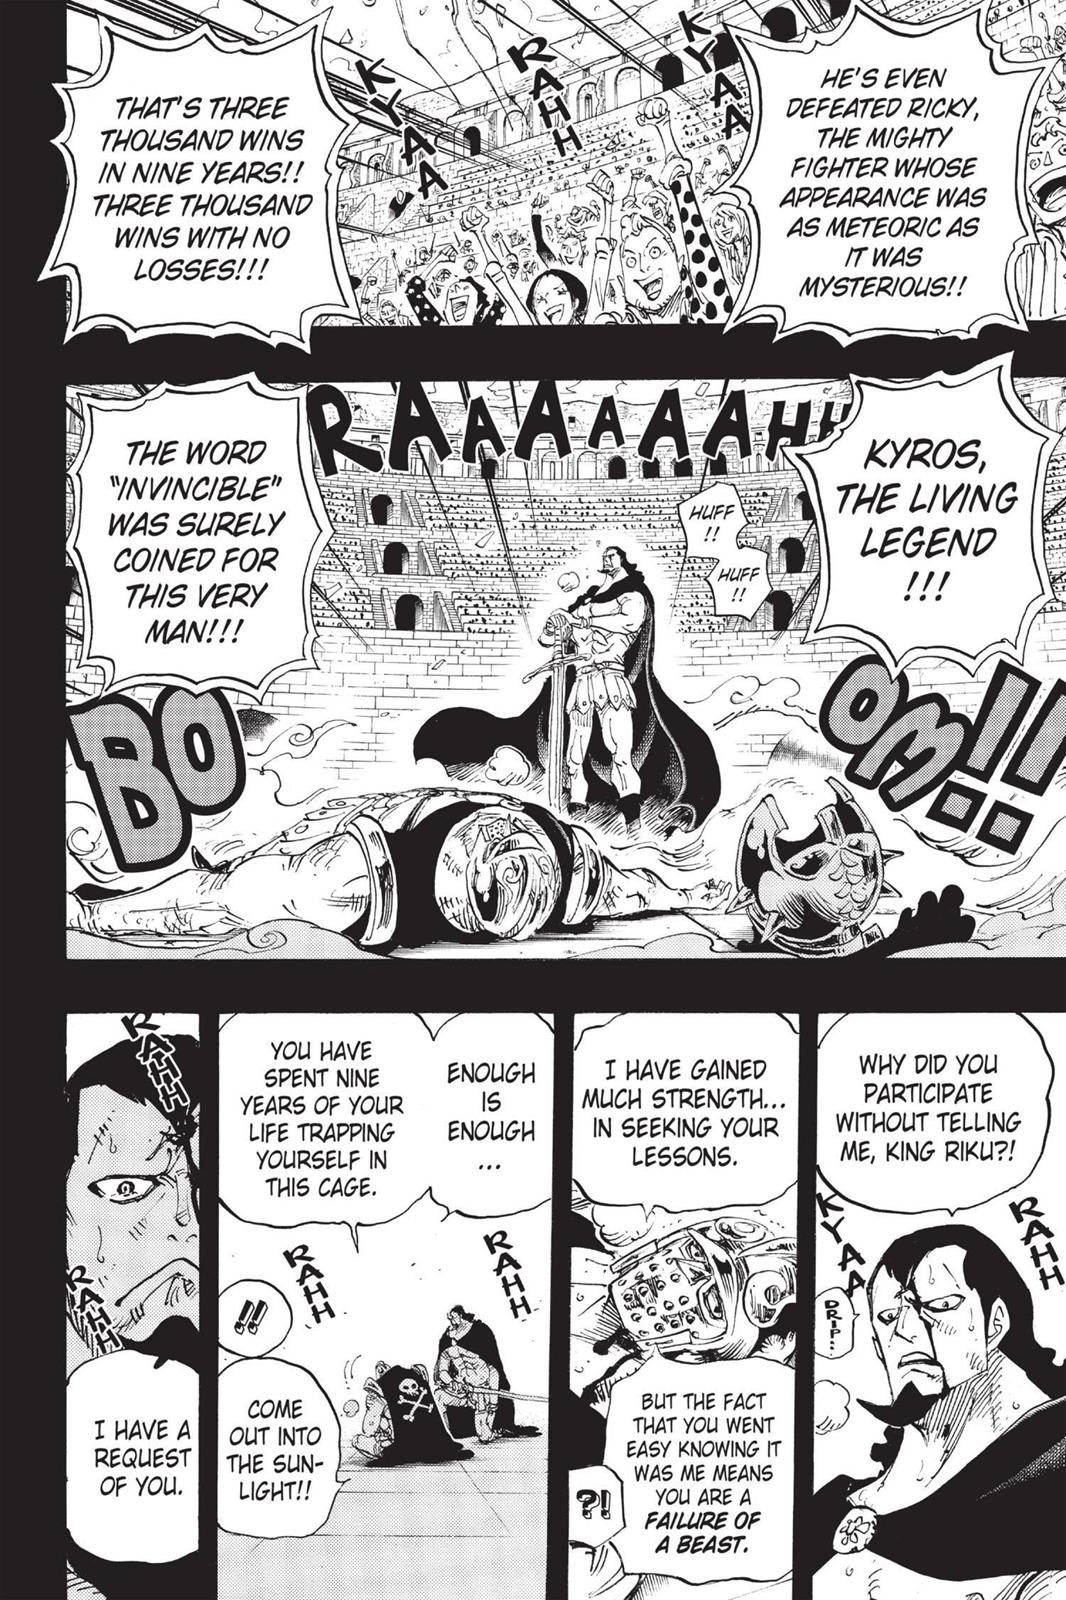 HE'S EVEN
DEFEATED RICKY,
THE MIGHTY
FIGHTER WHOSE
APPEARANCE WAS
AS METEORIC AS
IT WAS
MYSTERIOUS!!
KYAA
RAHH
KYAAA
THAT'S THREE
THOUSAND WINS
IN NINE YEARS!!
THREE THOUSAND
WINS WITH NO
LOSSES!!!
RAAAAAAHH
KYROS,
THE LIVING
LEGEND
!!!
HUFF
!!
HUFF
!!
THE WORD
"INVINCIBLE"
WAS SURELY
COINED FOR
THIS VERY
MAN!!!
BO
OM!!
WHY DID YOU
PARTICIPATE
WITHOUT TELLING
ME, KING RIKU?!
RAHH
KYAA
DRIP...
I HAVE GAINED
MUCH STRENGTH...
IN SEEKING YOUR
LESSONS.
BUT THE FACT
THAT YOU WENT
EASY KNOWING IT
WAS ME MEANS
YOU ARE A
FAILURE OF
A BEAST.
?!
ENOUGH
IS
ENOUGH
...
YOU HAVE
SPENT NINE
YEARS OF YOUR
LIFE TRAPPING
YOURSELF IN
THIS CAGE.
RAHH
RAHH
!!
COME
OUT INTO
THE SUN-
LIGHT!!
RAHH
RAHH
I HAVE A
REQUEST
OF YOU.